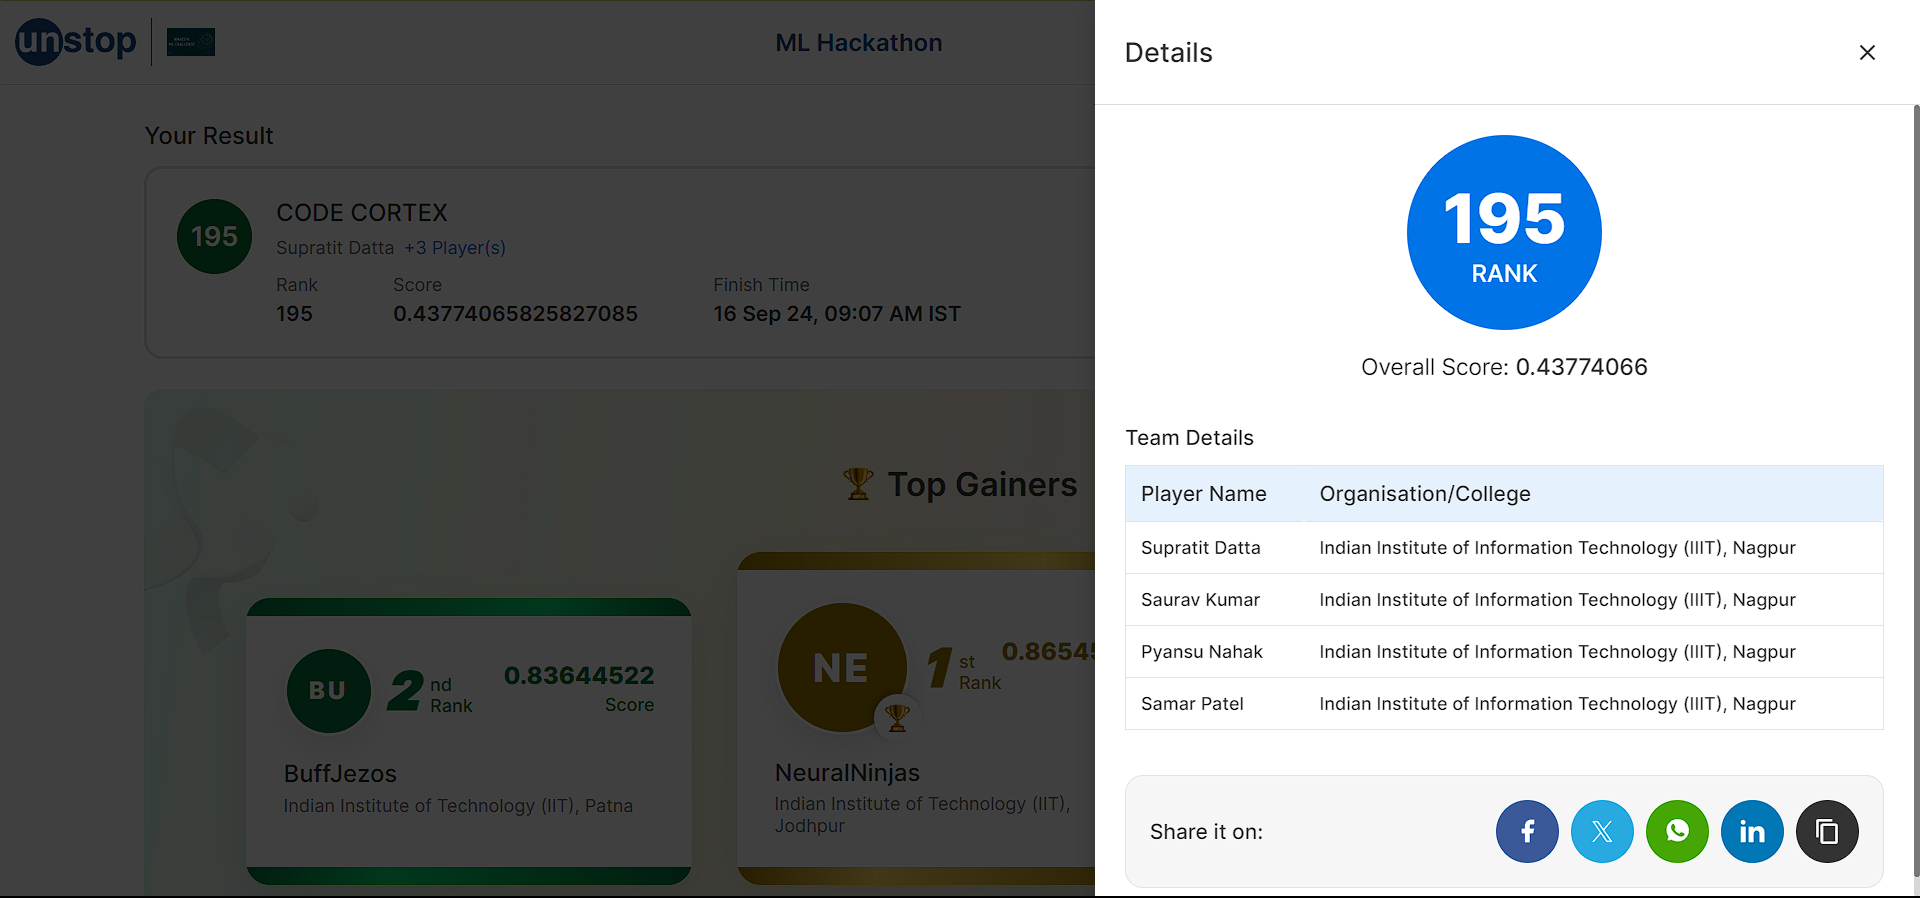 unstop
AMAZON
ML CHALLENGE
ML Hackathon
Your Result
195
CODE CORTEX
Supratit Datta +3 Player(s)
Rank Score Finish Time
195 0.43774065825827085 16 Sep 24, 09:07 AM IST
🏆 Top Gainers
BU 2 nd Rank 0.83644522 Score
BuffJezos
Indian Institute of Technology (IIT), Patna
NE 1 st Rank 0.8654
NeuralNinjas
Indian Institute of Technology (IIT),
Jodhpur
Details
195
RANK
Overall Score: 0.43774066
Team Details
Player Name Organisation/College
Supratit Datta Indian Institute of Information Technology (IIIT), Nagpur
Saurav Kumar Indian Institute of Information Technology (IIIT), Nagpur
Pyansu Nahak Indian Institute of Information Technology (IIIT), Nagpur
Samar Patel Indian Institute of Information Technology (IIIT), Nagpur
Share it on: